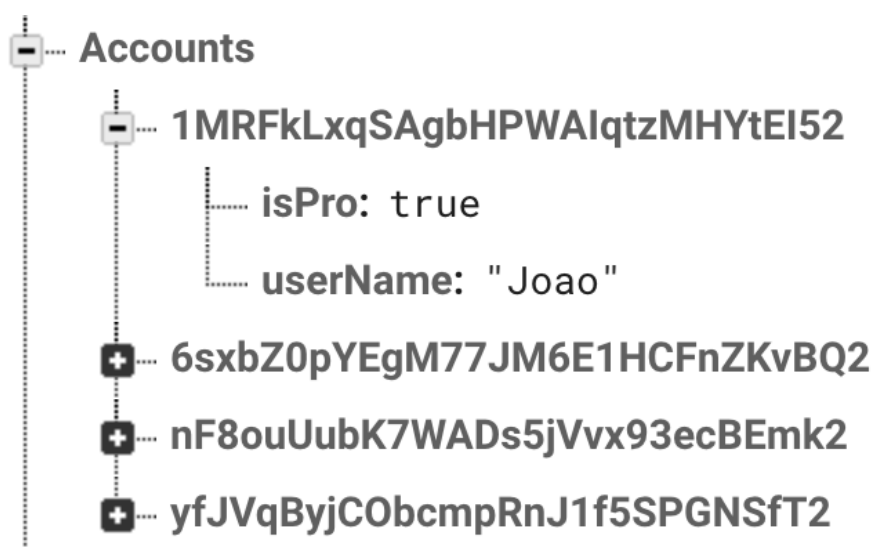 Accounts
1MRFkLxqSAgbHPWAIqtzMHYtEI52
isPro: true
userName: "Joao"
6sxbZ0pYEgM77JM6E1HCFnZKvBQ2
nF8ouUubK7WADs5jVvx93ecBEmk2
yfJVqByjCObcmpRnJ1f5SPGNSfT2